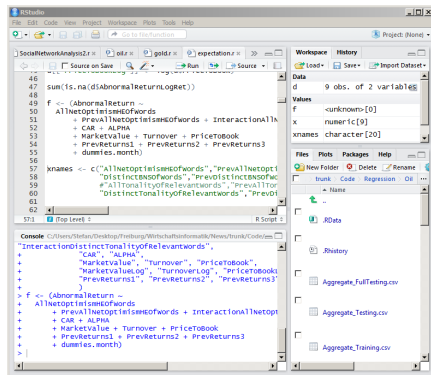 RStudio
File Edit Code View Project Workspace Plots Tools Help
Go to file/function
Project: (None)
SocialNetworkAnalysis2.r × oil.r × gold.r × expectation.r ×
Source on Save Run Source
46
47 sum(is.na(d$AbnormalReturnLogRet))
48
49 f <- (AbnormalReturn ~
50 AllNetOptimismHEOfWords
51 + PrevAllNetOptimismHEOfWords + InteractionAllN
52 + CAR + ALPHA
53 + MarketValue + Turnover + PriceToBook
54 + PrevReturns1 + PrevReturns2 + PrevReturns3
55 + dummies.month)
56
57 xnames <- c("AllNetOptimismHEOfWords","PrevAllNetOpti
58 "DistinctBNSOfWords","PrevDistinctBNSOfWo
59 #"AllTonalityOfRelevantWords","PrevAllTor
60 "DistinctTonalityOfRelevantWords","PrevDi
61
62
57:1 (Top Level) R Script
Console C:/Users/Stefan/Desktop/Freiburg/Wirtschaftsinformatik/News/trunk/Code/
"InteractionDistinctTonalityOfRelevantWords",
+ "CAR", "ALPHA",
+ "MarketValue", "Turnover", "PriceToBook",
+ "MarketValueLog", "TurnoverLog", "PriceToBook
+ "PrevReturns1", "PrevReturns2", "PrevReturns3
+ )
> f <- (AbnormalReturn ~
+ AllNetOptimismHEOfWords
+ + PrevAllNetOptimismHEOfWords + InteractionAllNetOpt
+ + CAR + ALPHA
+ + MarketValue + Turnover + PriceToBook
+ + PrevReturns1 + PrevReturns2 + PrevReturns3
+ + dummies.month)
>
Workspace History
Load Save Import Dataset
Data
d 9 obs. of 2 variables
Values
f <unknown>[0]
x numeric[9]
xnames character[20]
Files Plots Packages Help
New Folder Delete Rename
trunk Code Regression Oil
Name
..
.RData
.Rhistory
Aggregate_FullTesting.csv
Aggregate_Testing.csv
Aggregate_Training.csv